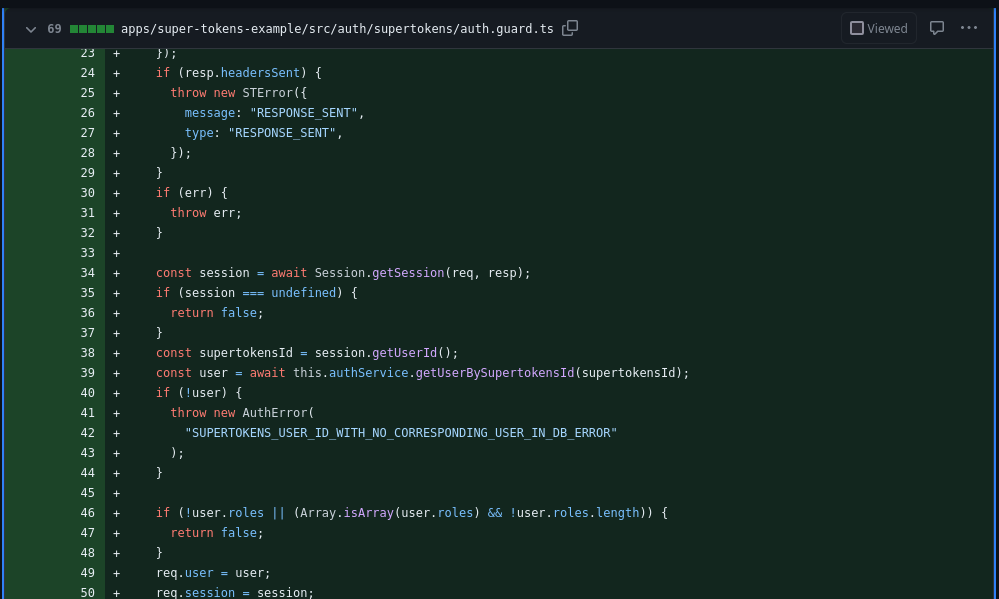 69 apps/super-tokens-example/src/auth/supertokens/auth.guard.ts Viewed
23 + });
24 + if (resp.headersSent) {
25 + throw new STError({
26 + message: "RESPONSE_SENT",
27 + type: "RESPONSE_SENT",
28 + });
29 + }
30 + if (err) {
31 + throw err;
32 + }
33 +
34 + const session = await Session.getSession(req, resp);
35 + if (session === undefined) {
36 + return false;
37 + }
38 + const supertokensId = session.getUserId();
39 + const user = await this.authService.getUserBySupertokensId(supertokensId);
40 + if (!user) {
41 + throw new AuthError(
42 + "SUPERTOKENS_USER_ID_WITH_NO_CORRESPONDING_USER_IN_DB_ERROR"
43 + );
44 + }
45 +
46 + if (!user.roles || (Array.isArray(user.roles) && !user.roles.length)) {
47 + return false;
48 + }
49 + req.user = user;
50 + req.session = session;